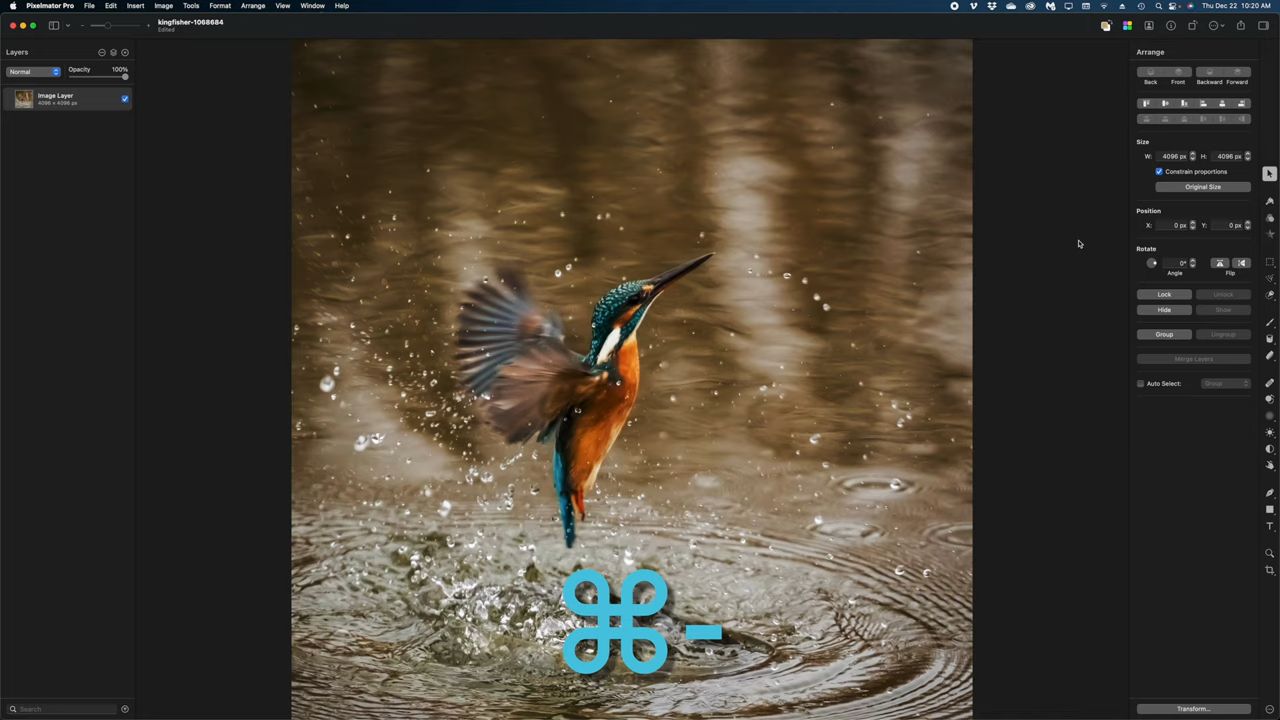 Pixelmator Pro File Edit Insert Image Tools Format Arrange View Window Help
Thu Dec 22 10:20 AM
kingfisher-1068684
Edited
Layers
Normal Opacity 100%
Image Layer
4096 × 4096 px
Search
⌘-
Arrange
Back Front Backward Forward
Size
W: 4096 px H: 4096 px
Constrain proportions
Original Size
Position
X: 0 px Y: 0 px
Rotate
0°
Angle Flip
Lock Unlock
Hide Show
Group Ungroup
Merge Layers
Auto Select: Group
Transform...